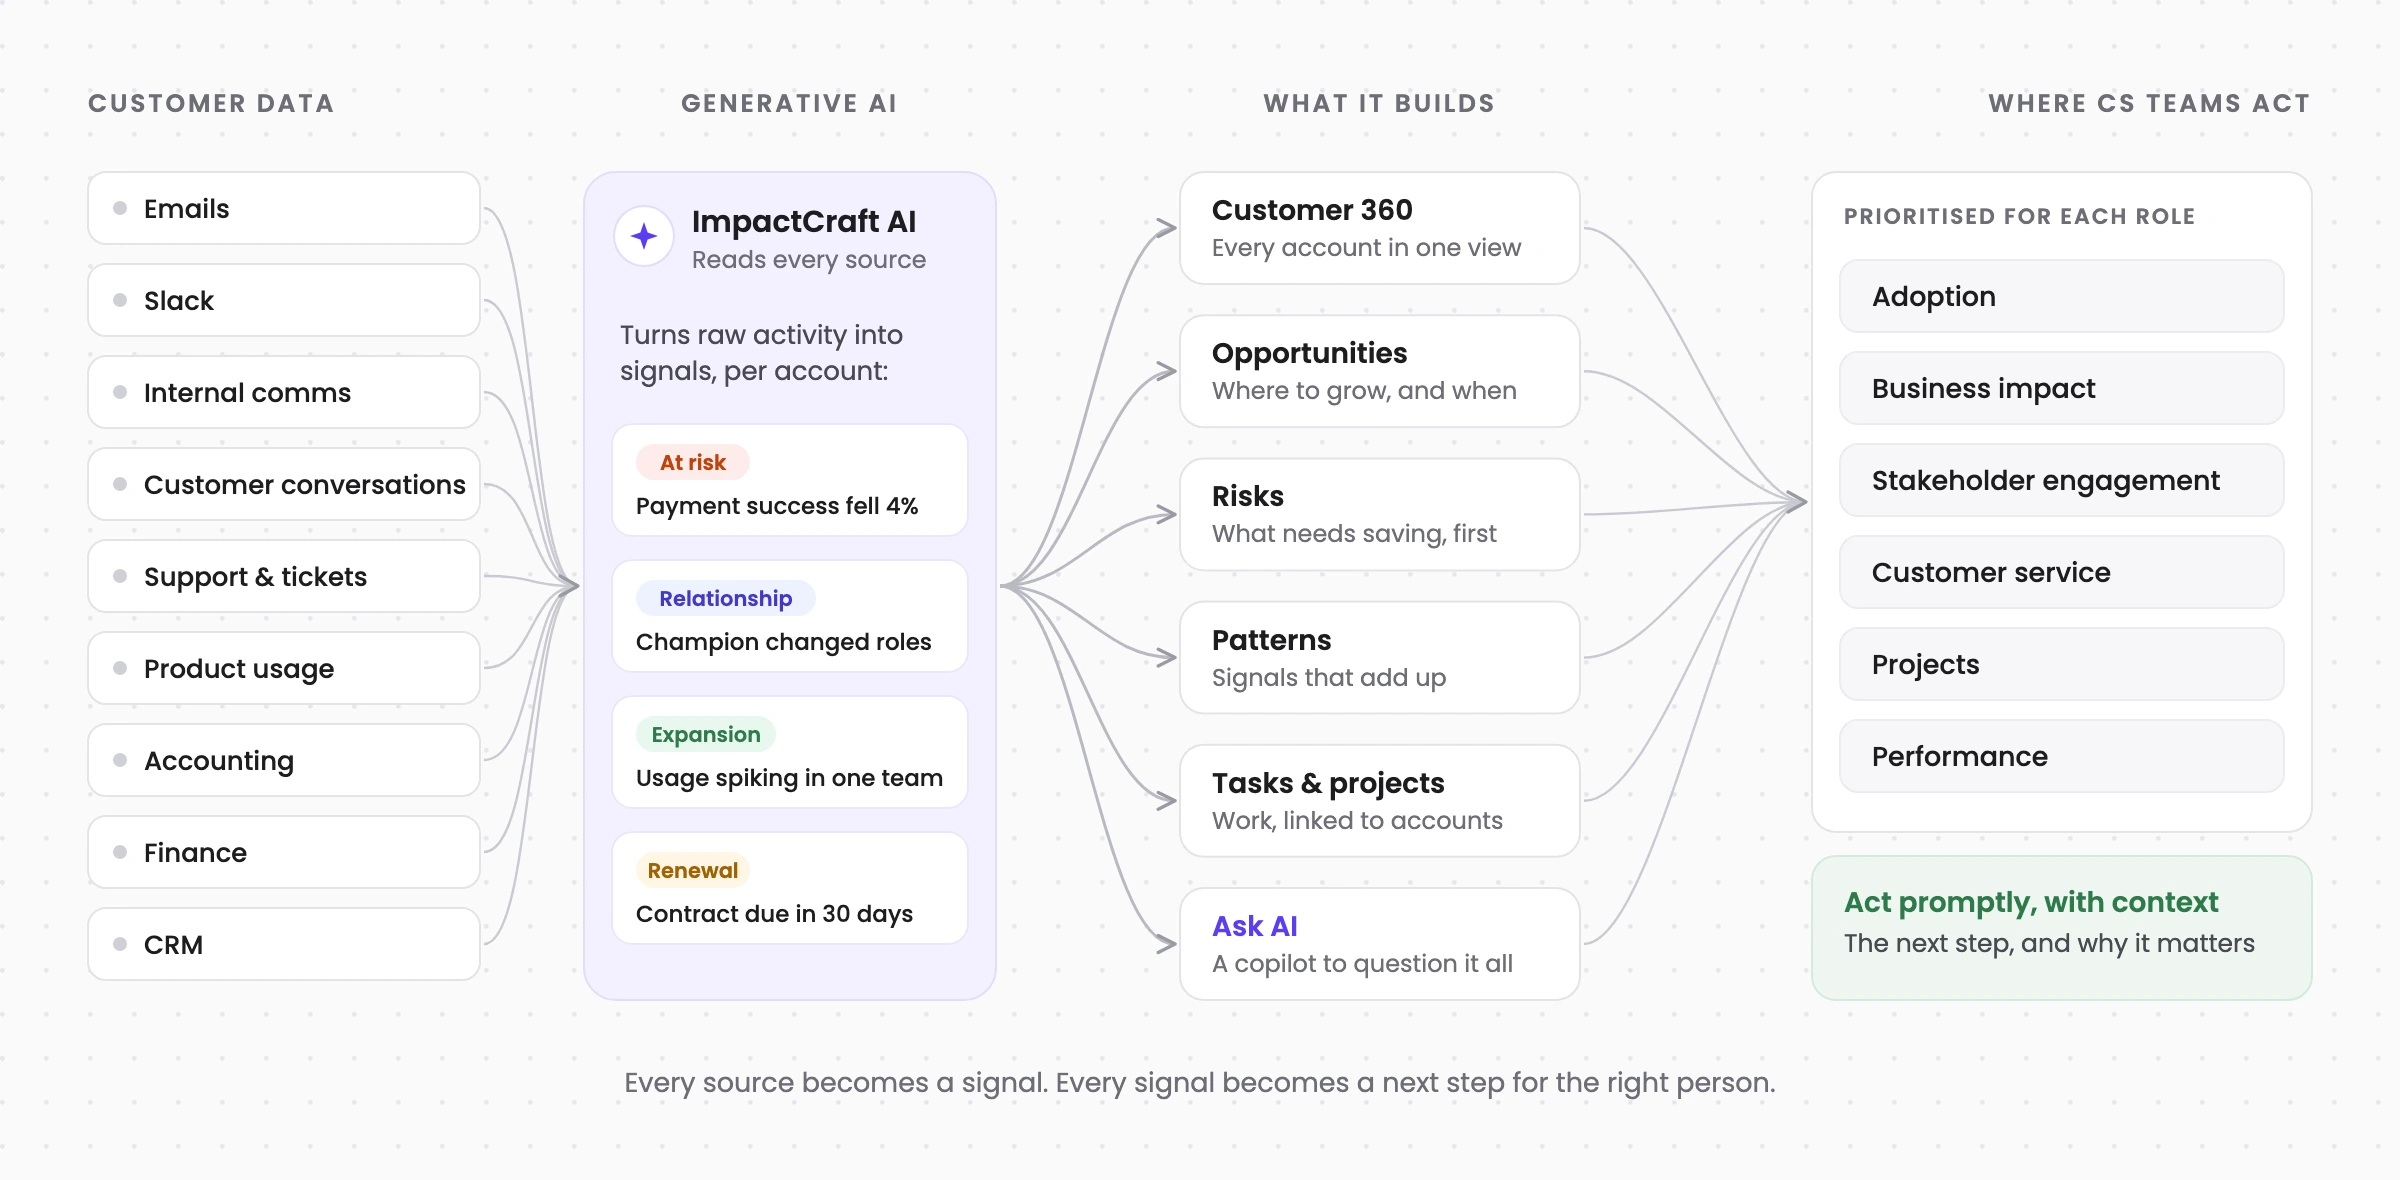 CUSTOMER DATA
Emails
Slack
Internal comms
Customer conversations
Support & tickets
Product usage
Accounting
Finance
CRM
GENERATIVE AI
ImpactCraft AI
Reads every source
Turns raw activity into
signals, per account:
At risk
Payment success fell 4%
Relationship
Champion changed roles
Expansion
Usage spiking in one team
Renewal
Contract due in 30 days
WHAT IT BUILDS
Customer 360
Every account in one view
Opportunities
Where to grow, and when
Risks
What needs saving, first
Patterns
Signals that add up
Tasks & projects
Work, linked to accounts
Ask AI
A copilot to question it all
WHERE CS TEAMS ACT
PRIORITISED FOR EACH ROLE
Adoption
Business impact
Stakeholder engagement
Customer service
Projects
Performance
Act promptly, with context
The next step, and why it matters
Every source becomes a signal. Every signal becomes a next step for the right person.